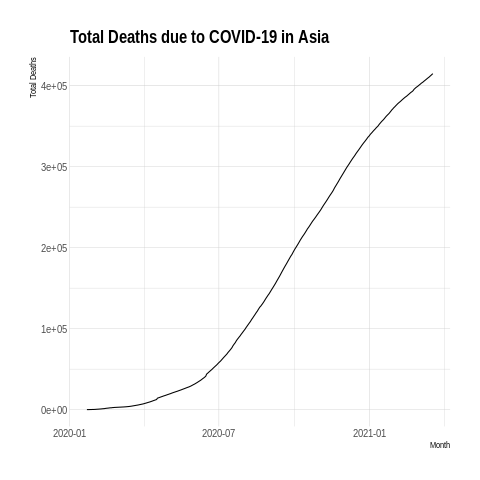 Total Deaths due to COVID-19 in Asia
Total Deaths
4e+05
3e+05
2e+05
1e+05
0e+00
2020-01
2020-07
2021-01
Month